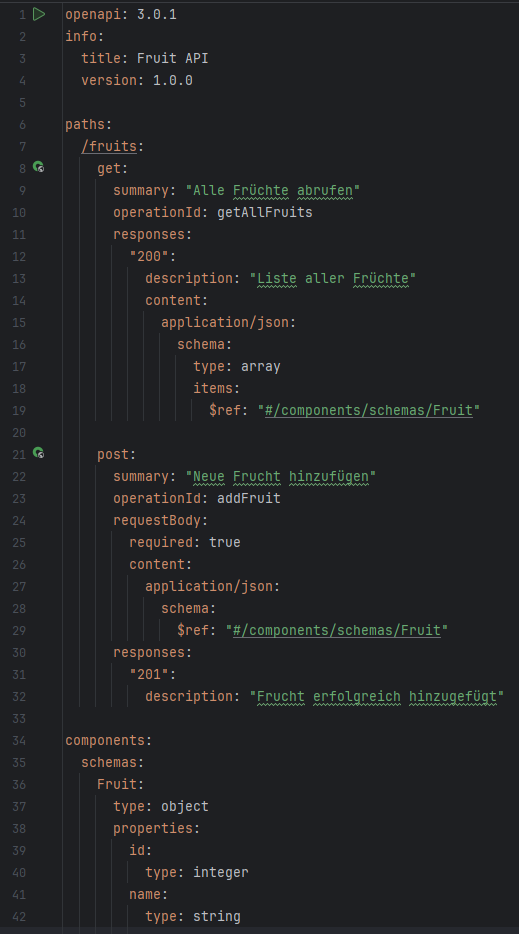 1 openapi: 3.0.1
2 info:
3   title: Fruit API
4   version: 1.0.0
5
6 paths:
7   /fruits:
8     get:
9       summary: "Alle Früchte abrufen"
10       operationId: getAllFruits
11       responses:
12         "200":
13           description: "Liste aller Früchte"
14           content:
15             application/json:
16               schema:
17                 type: array
18                 items:
19                   $ref: "#/components/schemas/Fruit"
20
21     post:
22       summary: "Neue Frucht hinzufügen"
23       operationId: addFruit
24       requestBody:
25         required: true
26         content:
27           application/json:
28             schema:
29               $ref: "#/components/schemas/Fruit"
30       responses:
31         "201":
32           description: "Frucht erfolgreich hinzugefügt"
33
34 components:
35   schemas:
36     Fruit:
37       type: object
38       properties:
39         id:
40           type: integer
41         name:
42           type: string